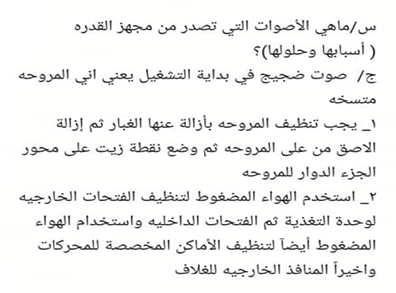 س/ماهي الأصوات التي تصدر من مجهز القدره
( أسبابها وحلولها)؟
ج/ صوت ضجيج في بداية التشغيل يعني اني المروحه
متسخه
١_ يجب تنظيف المروحه بأزالة عنها الغبار ثم إزالة
الاصق من على المروحه ثم وضع نقطة زيت على محور
الجزء الدوار للمروحه
٢_ استخدم الهواء المضغوط لتنظيف الفتحات الخارجيه
لوحدة التغذية ثم الفتحات الداخليه واستخدام الهواء
المضغوط أيضآ لتنظيف الأماكن المخصصة للمحركات
واخيرآ المنافذ الخارجيه للغلاف